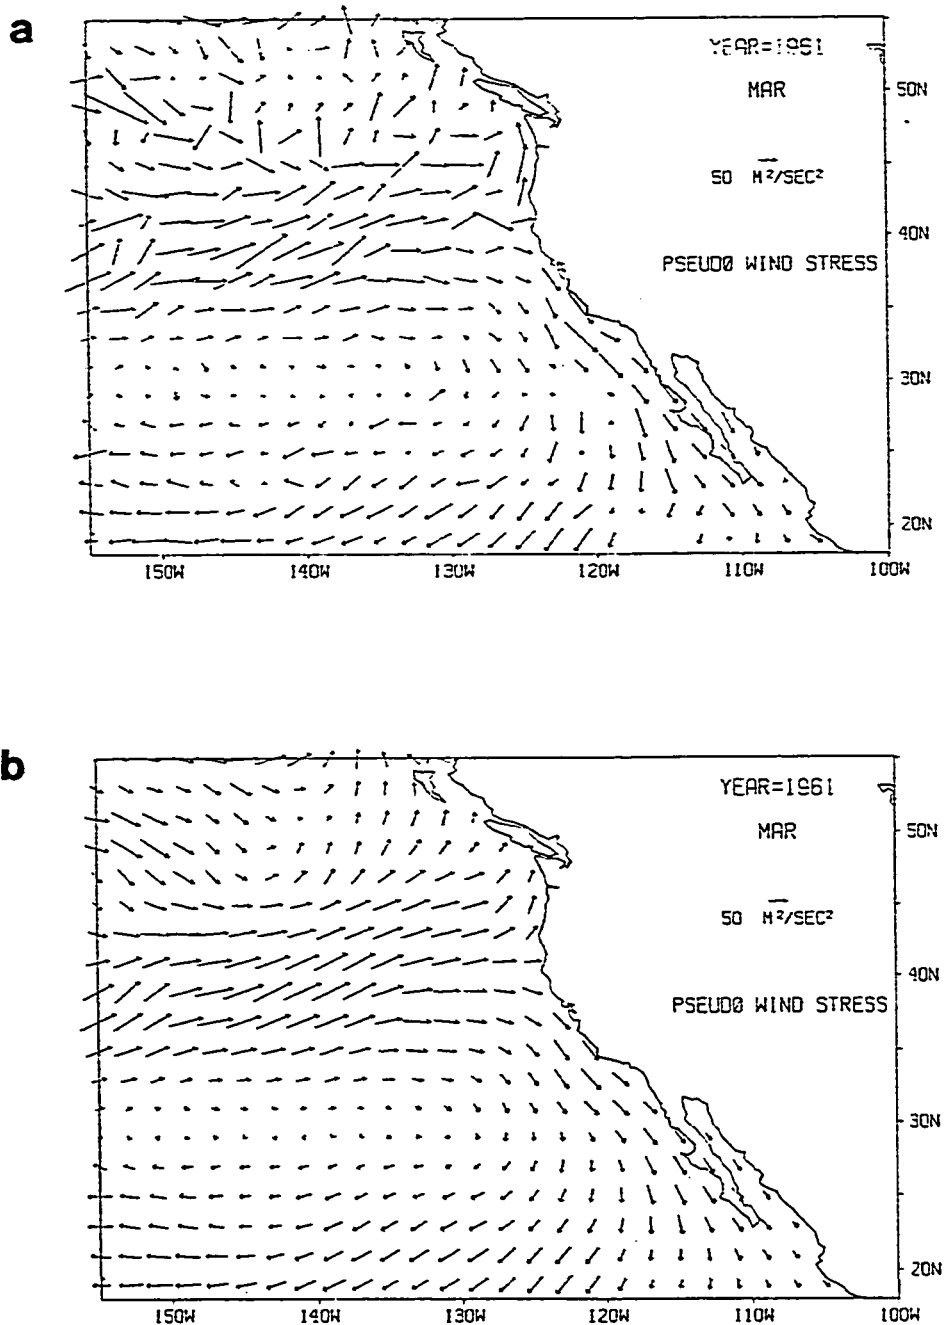 a
YEAR=1961
MAR
50 M²/SEC²
PSEUDO WIND STRESS
50N
40N
30N
20N
150W 140W 130W 120W 110W 100W
b
YEAR=1961
MAR
50 M²/SEC²
PSEUDO WIND STRESS
50N
40N
30N
20N
150W 140W 130W 120W 110W 100W